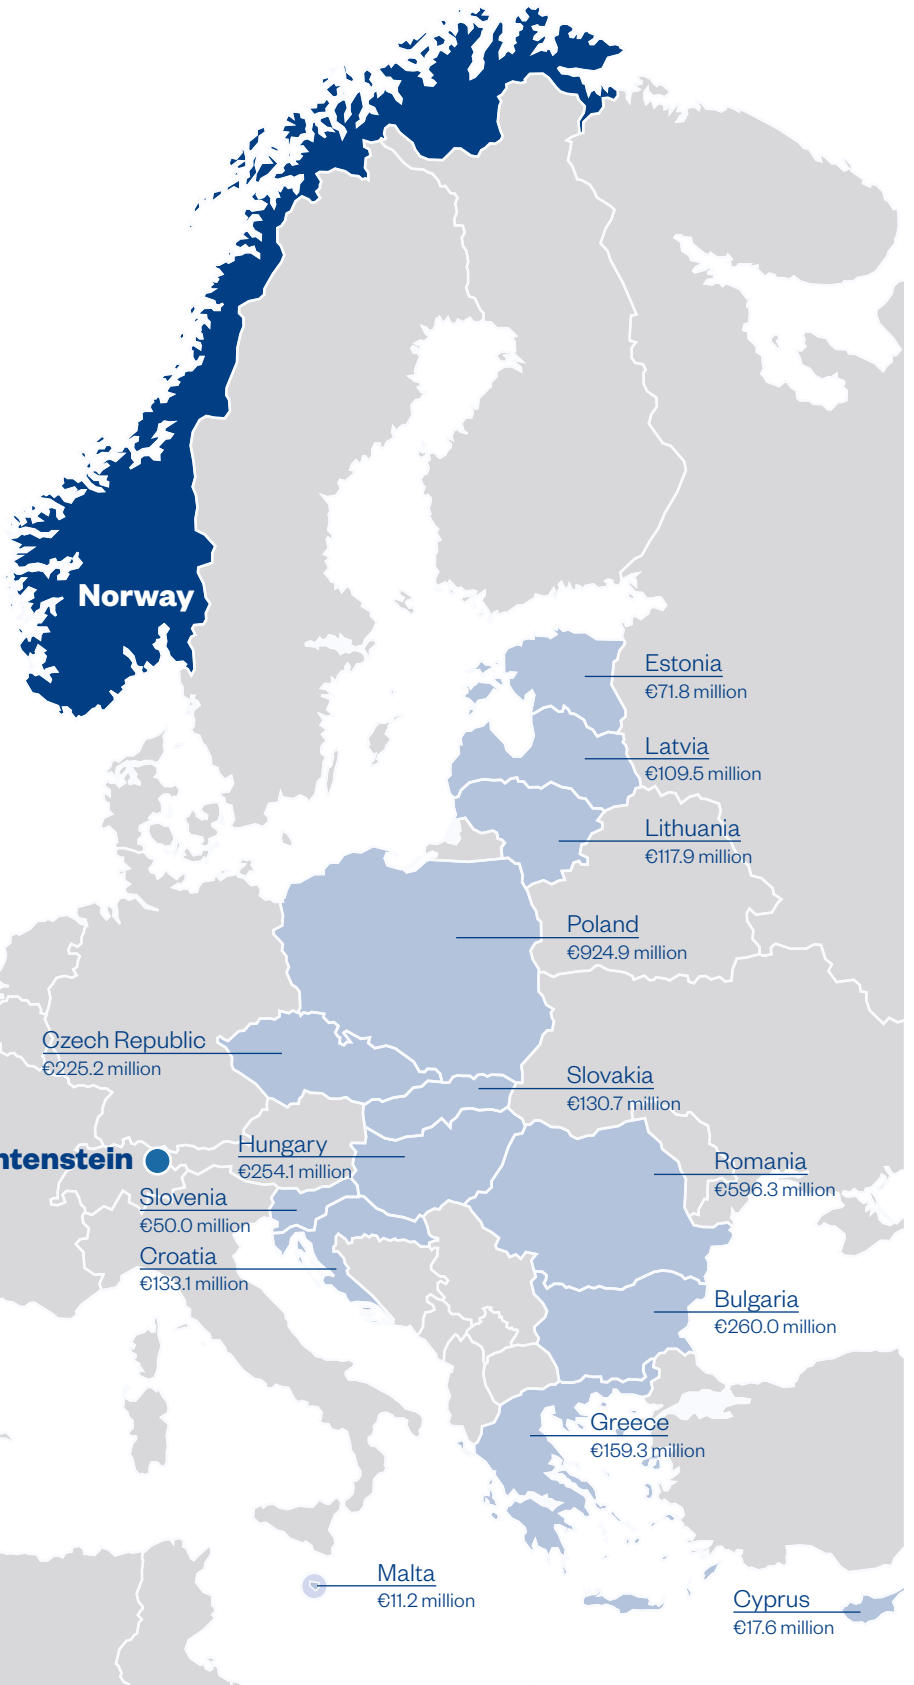 Norway
Estonia
€71.8 million
Latvia
€109.5 million
Lithuania
€117.9 million
Poland
€924.9 million
Czech Republic
€225.2 million
Slovakia
€130.7 million
Hungary
€254.1 million
ntenstein
Romania
€596.3 million
Slovenia
€50.0 million
Croatia
€133.1 million
Bulgaria
€260.0 million
Greece
€159.3 million
Malta
€11.2 million
Cyprus
€17.6 million